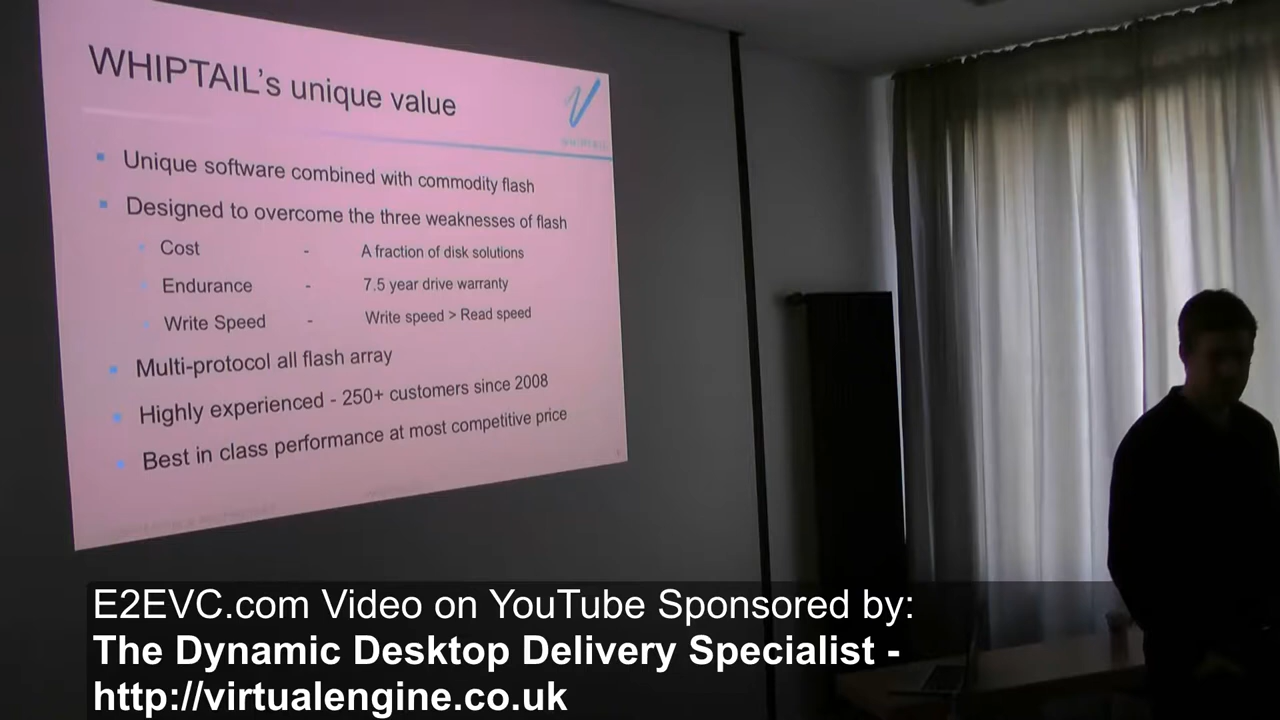 WHIPTAIL's unique value
WHIPTAIL
Unique software combined with commodity flash
Designed to overcome the three weaknesses of flash
Cost - A fraction of disk solutions
Endurance - 7.5 year drive warranty
Write Speed - Write speed > Read speed
Multi-protocol all flash array
Highly experienced - 250+ customers since 2008
Best in class performance at most competitive price
E2EVC.com Video on YouTube Sponsored by:
The Dynamic Desktop Delivery Specialist -
http://virtualengine.co.uk